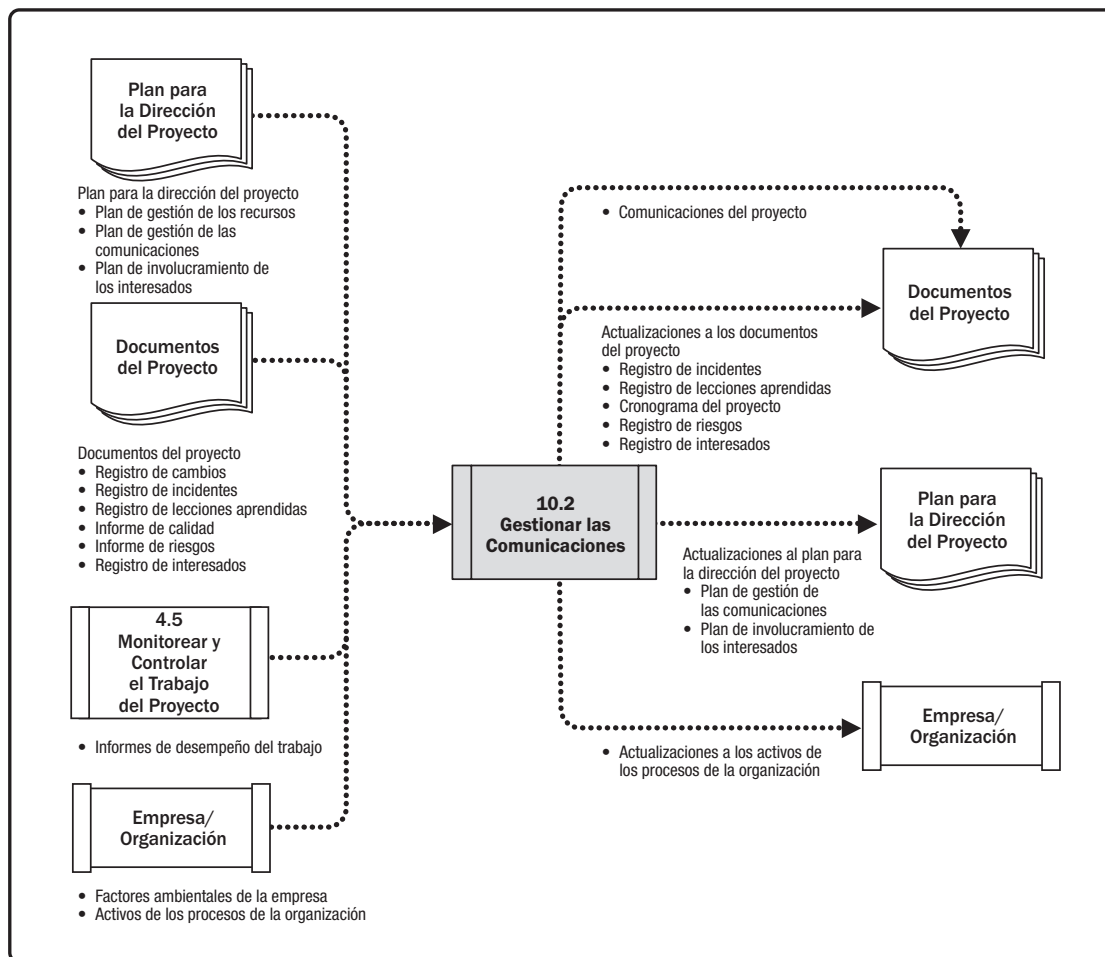 Plan para
la Dirección
del Proyecto
Plan para la dirección del proyecto
• Plan de gestión de los recursos
• Plan de gestión de las
comunicaciones
• Plan de involucramiento de
los interesados
Documentos
del Proyecto
Documentos del proyecto
• Registro de cambios
• Registro de incidentes
• Registro de lecciones aprendidas
• Informe de calidad
• Informe de riesgos
• Registro de interesados
4.5
Monitorear y
Controlar
el Trabajo
del Proyecto
• Informes de desempeño del trabajo
Empresa/
Organización
• Factores ambientales de la empresa
• Activos de los procesos de la organización
10.2
Gestionar las
Comunicaciones
• Comunicaciones del proyecto
Documentos
del Proyecto
Actualizaciones a los documentos
del proyecto
• Registro de incidentes
• Registro de lecciones aprendidas
• Cronograma del proyecto
• Registro de riesgos
• Registro de interesados
Plan para
la Dirección
del Proyecto
Actualizaciones al plan para
la dirección del proyecto
• Plan de gestión de
las comunicaciones
• Plan de involucramiento de
los interesados
Empresa/
Organización
• Actualizaciones a los activos de
los procesos de la organización